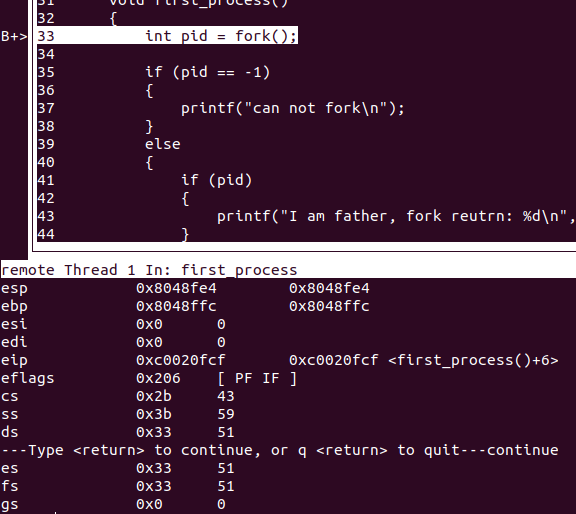 31 void first_process()
32 {
B+> 33 int pid = fork();
34
35 if (pid == -1)
36 {
37 printf("can not fork\n");
38 }
39 else
40 {
41 if (pid)
42 {
43 printf("I am father, fork reutrn: %d\n",
44 }
remote Thread 1 In: first_process
esp 0x8048fe4 0x8048fe4
ebp 0x8048ffc 0x8048ffc
esi 0x0 0
edi 0x0 0
eip 0xc0020fcf 0xc0020fcf <first_process()+6>
eflags 0x206 [ PF IF ]
cs 0x2b 43
ss 0x3b 59
ds 0x33 51
---Type <return> to continue, or q <return> to quit---continue
es 0x33 51
fs 0x33 51
gs 0x0 0